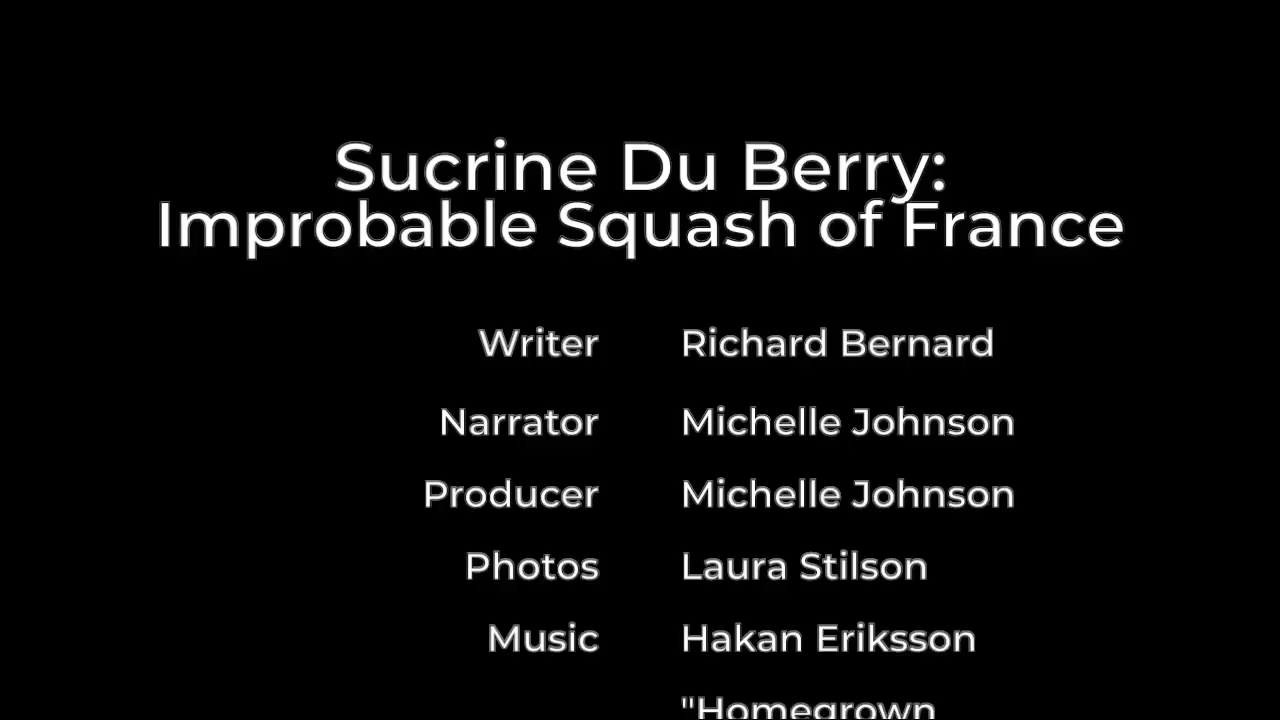 Sucrine Du Berry:
Improbable Squash of France
Writer Richard Bernard
Narrator Michelle Johnson
Producer Michelle Johnson
Photos Laura Stilson
Music Hakan Eriksson
"Homegrown